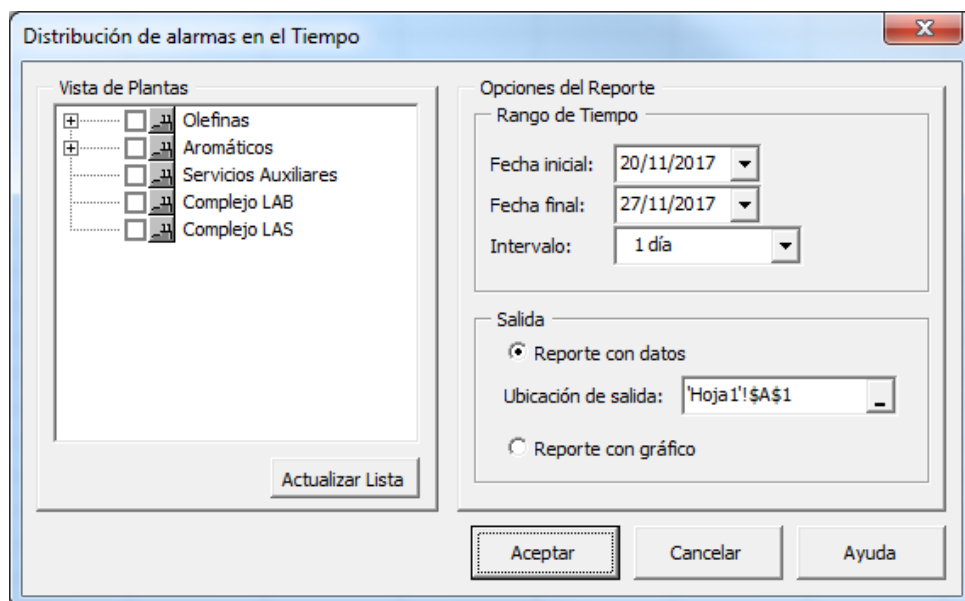 Distribución de alarmas en el Tiempo
Vista de Plantas
Olefinas
Aromáticos
Servicios Auxiliares
Complejo LAB
Complejo LAS
Actualizar Lista
Opciones del Reporte
Rango de Tiempo
Fecha inicial: 20/11/2017
Fecha final: 27/11/2017
Intervalo: 1 día
Salida
Reporte con datos
Ubicación de salida: 'Hoja1'!$A$1
Reporte con gráfico
Aceptar Cancelar Ayuda